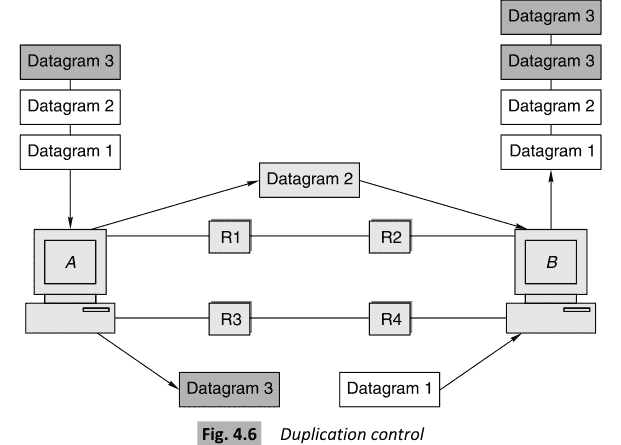 Datagram 3
Datagram 3
Datagram 3
Datagram 2
Datagram 2
Datagram 1
Datagram 1
Datagram 2
A
R1
R2
B
R3
R4
Datagram 3
Datagram 1
Fig. 4.6 Duplication control